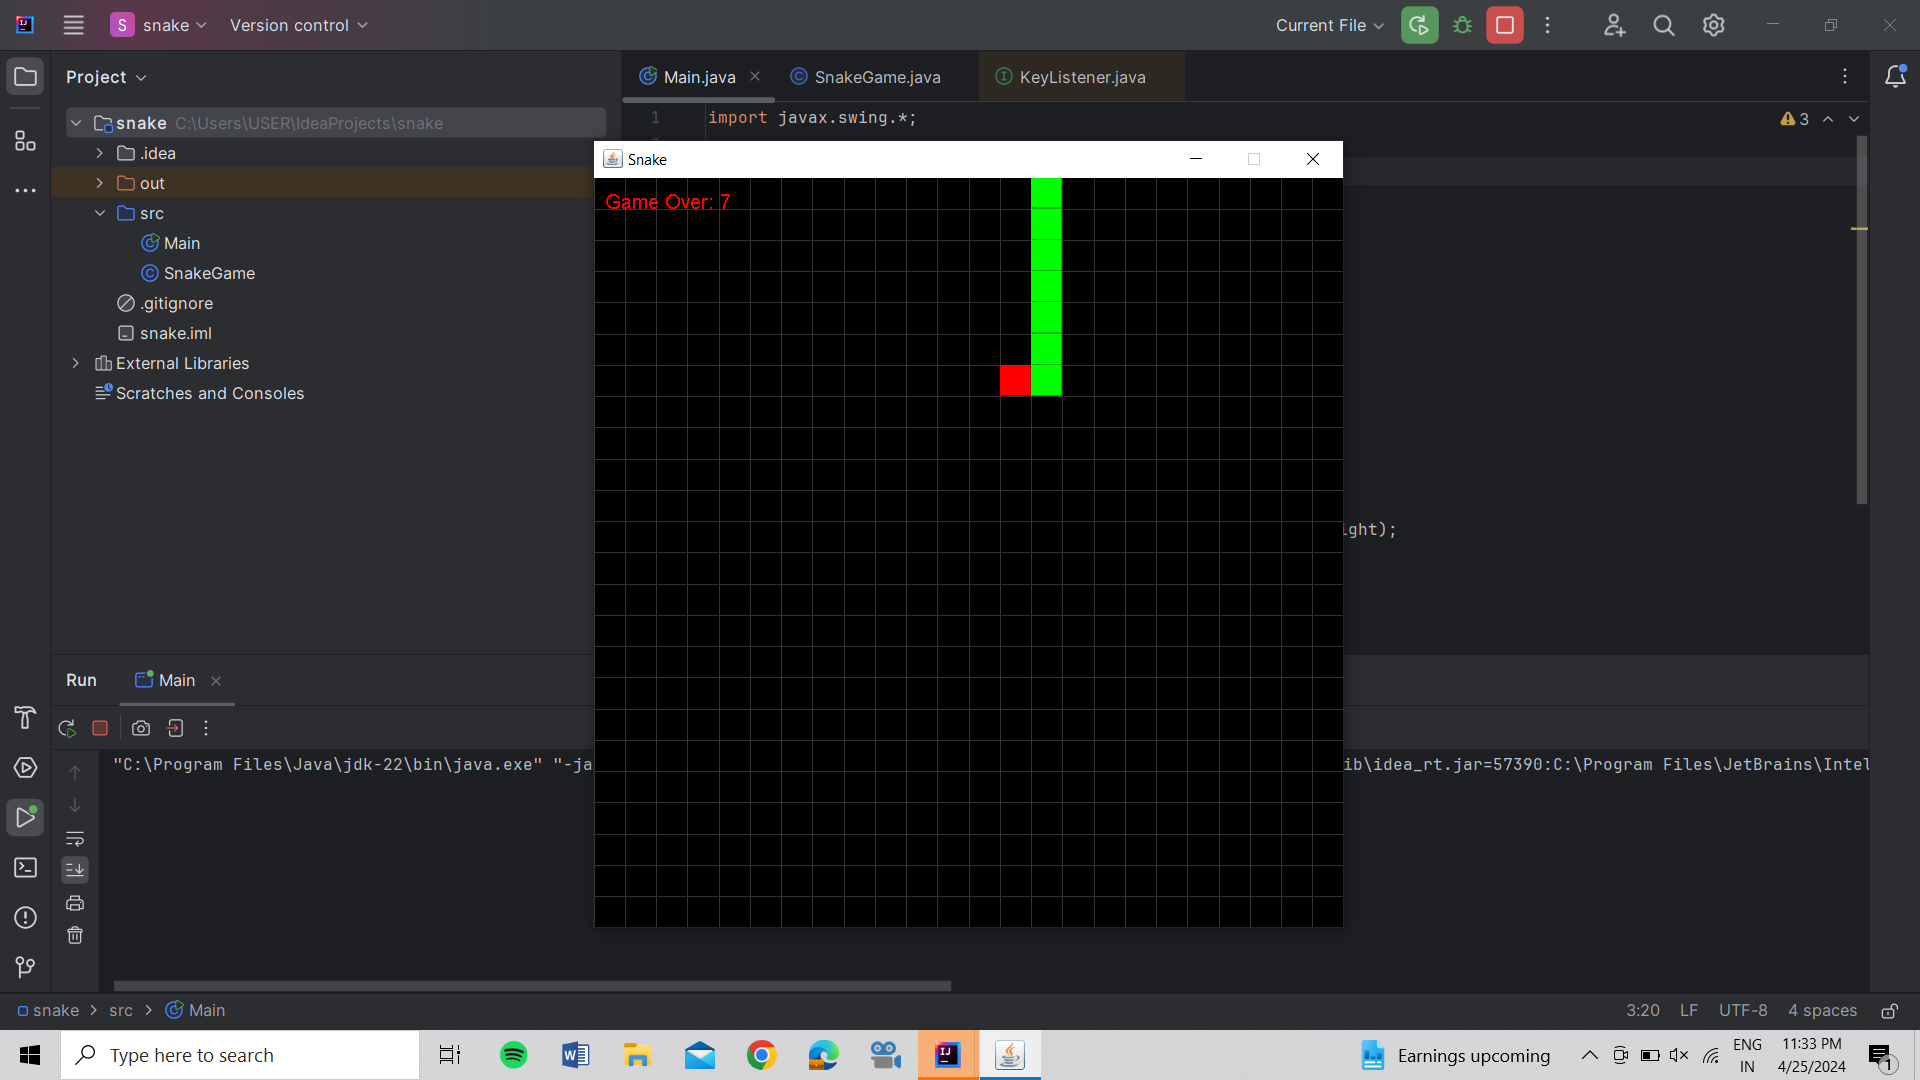 S snake Version control Current File
Project
Main.java SnakeGame.java KeyListener.java
snake C:\Users\USER\IdeaProjects\snake
1 import javax.swing.*;
3
.idea
out
src
Main
SnakeGame
.gitignore
snake.iml
External Libraries
Scratches and Consoles
Snake
Game Over: 7
ight);
Run Main
"C:\Program Files\Java\jdk-22\bin\java.exe" "-ja
ib\idea_rt.jar=57390:C:\Program Files\JetBrains\Intel
snake > src > Main
3:20 LF UTF-8 4 spaces
Type here to search
Earnings upcoming
ENG
IN
11:33 PM
4/25/2024
1